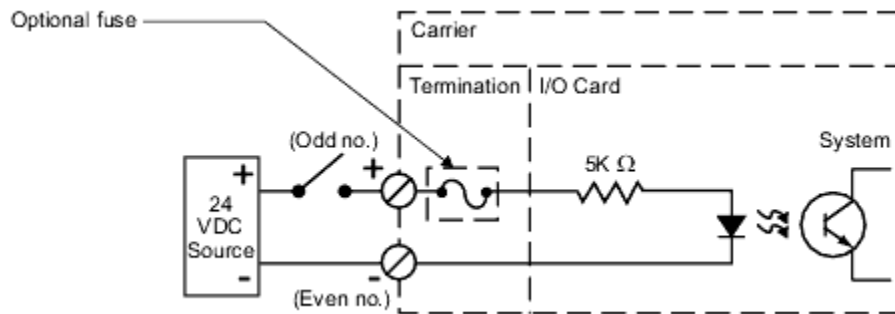 Optional fuse
Carrier
Termination
I/O Card
(Odd no.)
System
+
+
5K Ω
24
VDC
Source
-
-
(Even no.)